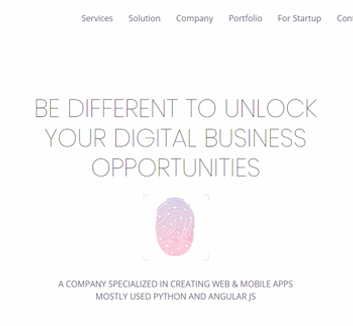 Services Solution Company Portfolio For Startup
BE DIFFERENT TO UNLOCK
YOUR DIGITAL BUSINESS
OPPORTUNITIES
A COMPANY SPECIALIZED IN CREATING WEB & MOBILE APPS
MOSTLY USED PYTHON AND ANGULAR JS